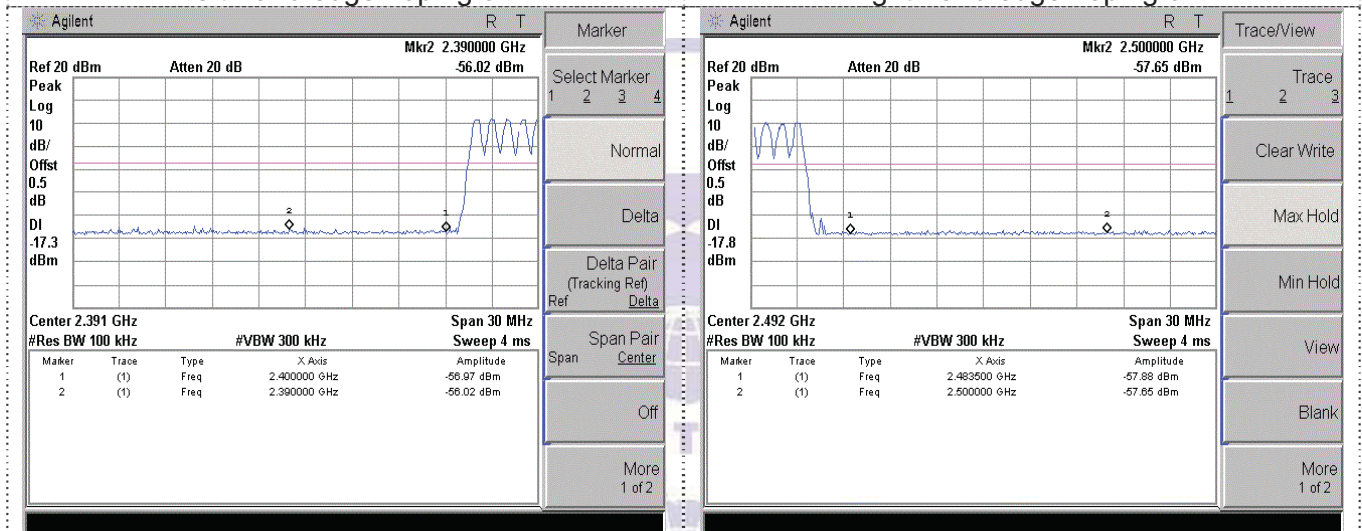 Agilent R T
Mkr2 2.390000 GHz
Ref 20 dBm Atten 20 dB -56.02 dBm
Peak
Log
10
dB/
Offst
0.5
dB
DI
-17.3
dBm
2
1
Center 2.391 GHz Span 30 MHz
#Res BW 100 kHz #VBW 300 kHz Sweep 4 ms
Marker Trace Type X Axis Amplitude
1 (1) Freq 2.400000 GHz -56.97 dBm
2 (1) Freq 2.390000 GHz -56.02 dBm
Marker
Select Marker
1 2 3 4
Normal
Delta
Delta Pair
(Tracking Ref)
Ref Delta
Span Pair
Span Center
Off
More
1 of 2
Agilent R T
Mkr2 2.500000 GHz
Ref 20 dBm Atten 20 dB -57.65 dBm
Peak
Log
10
dB/
Offst
0.5
dB
DI
-17.8
dBm
1
2
Center 2.492 GHz Span 30 MHz
#Res BW 100 kHz #VBW 300 kHz Sweep 4 ms
Marker Trace Type X Axis Amplitude
1 (1) Freq 2.483500 GHz -57.88 dBm
2 (1) Freq 2.500000 GHz -57.65 dBm
Trace/View
Trace
1 2 3
Clear Write
Max Hold
Min Hold
View
Blank
More
1 of 2